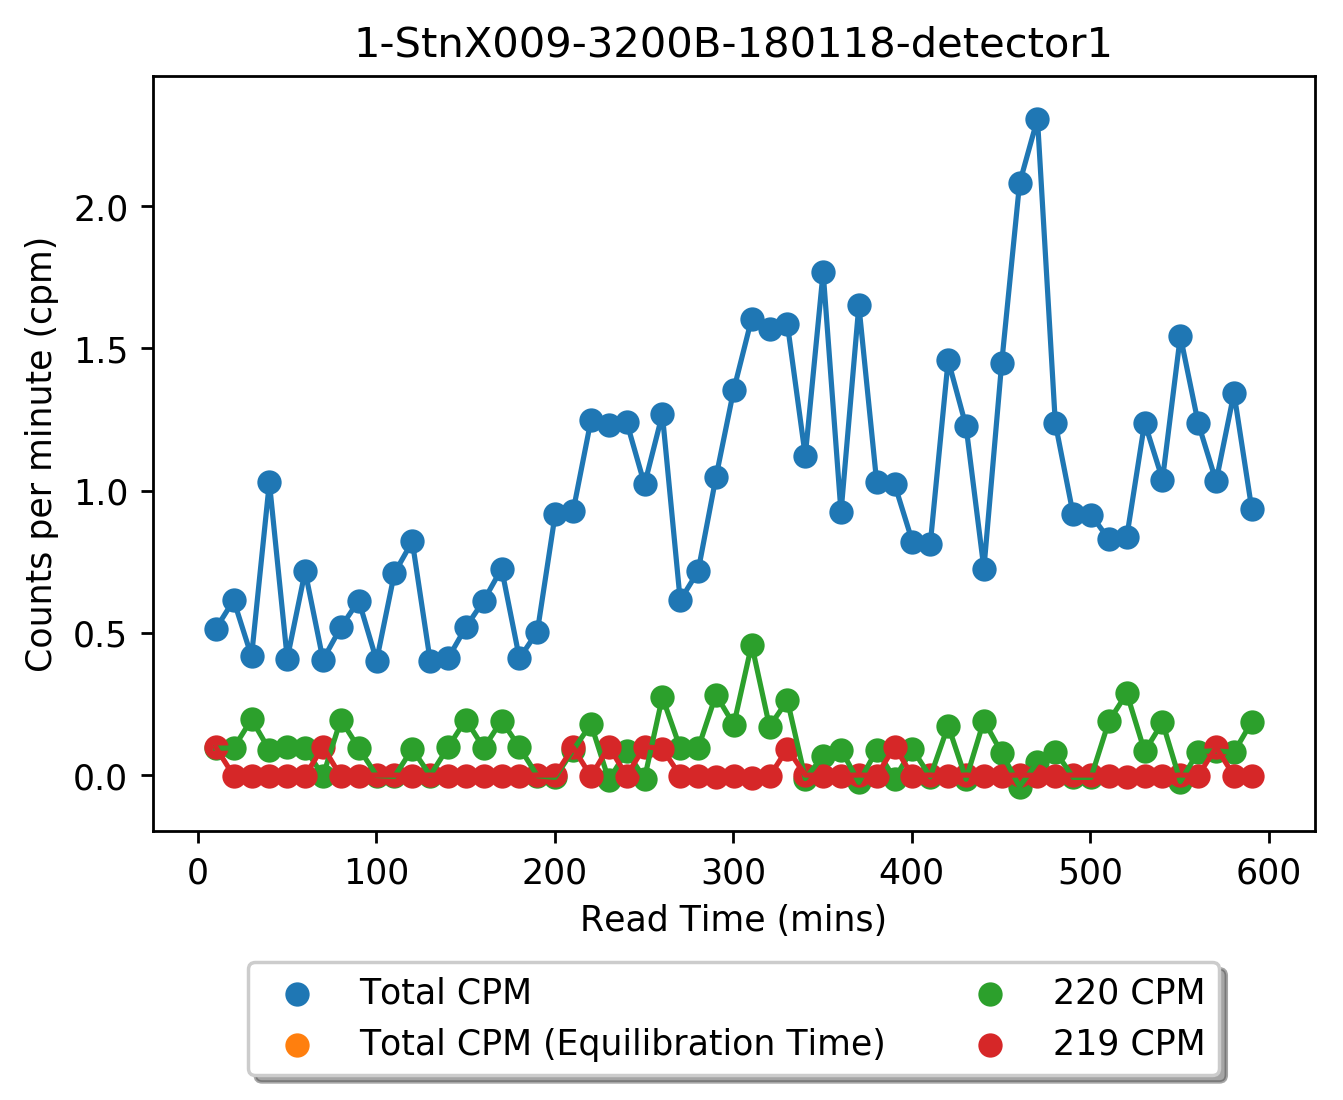 1-StnX009-3200B-180118-detector1
Counts per minute (cpm)
2.0
1.5
1.0
0.5
0.0
0 100 200 300 400 500 600
Read Time (mins)
Total CPM
Total CPM (Equilibration Time)
220 CPM
219 CPM